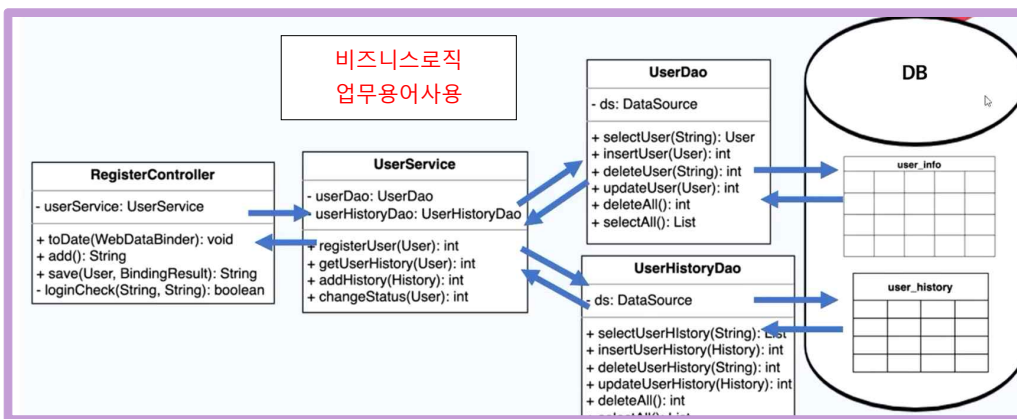 비즈니스로직
업무용어사용
RegisterController
- userService: UserService
+ toDate(WebDataBinder): void
+ add(): String
+ save(User, BindingResult): String
- loginCheck(String, String): boolean
UserService
- userDao: UserDao
- userHistoryDao: UserHistoryDao
+ registerUser(User): int
+ getUserHistory(User): int
+ addHistory(History): int
+ changeStatus(User): int
UserDao
- ds: DataSource
+ selectUser(String): User
+ insertUser(User): int
+ deleteUser(String): int
+ updateUser(User): int
+ deleteAll(): int
+ selectAll(): List
UserHistoryDao
- ds: DataSource
+ selectUserHIstory(String): List
+ insertUserHistory(History): int
+ deleteUserHistory(String): int
+ updateUserHistory(History): int
+ deleteAll(): int
+ selectAll(): List
DB
user_info
user_history